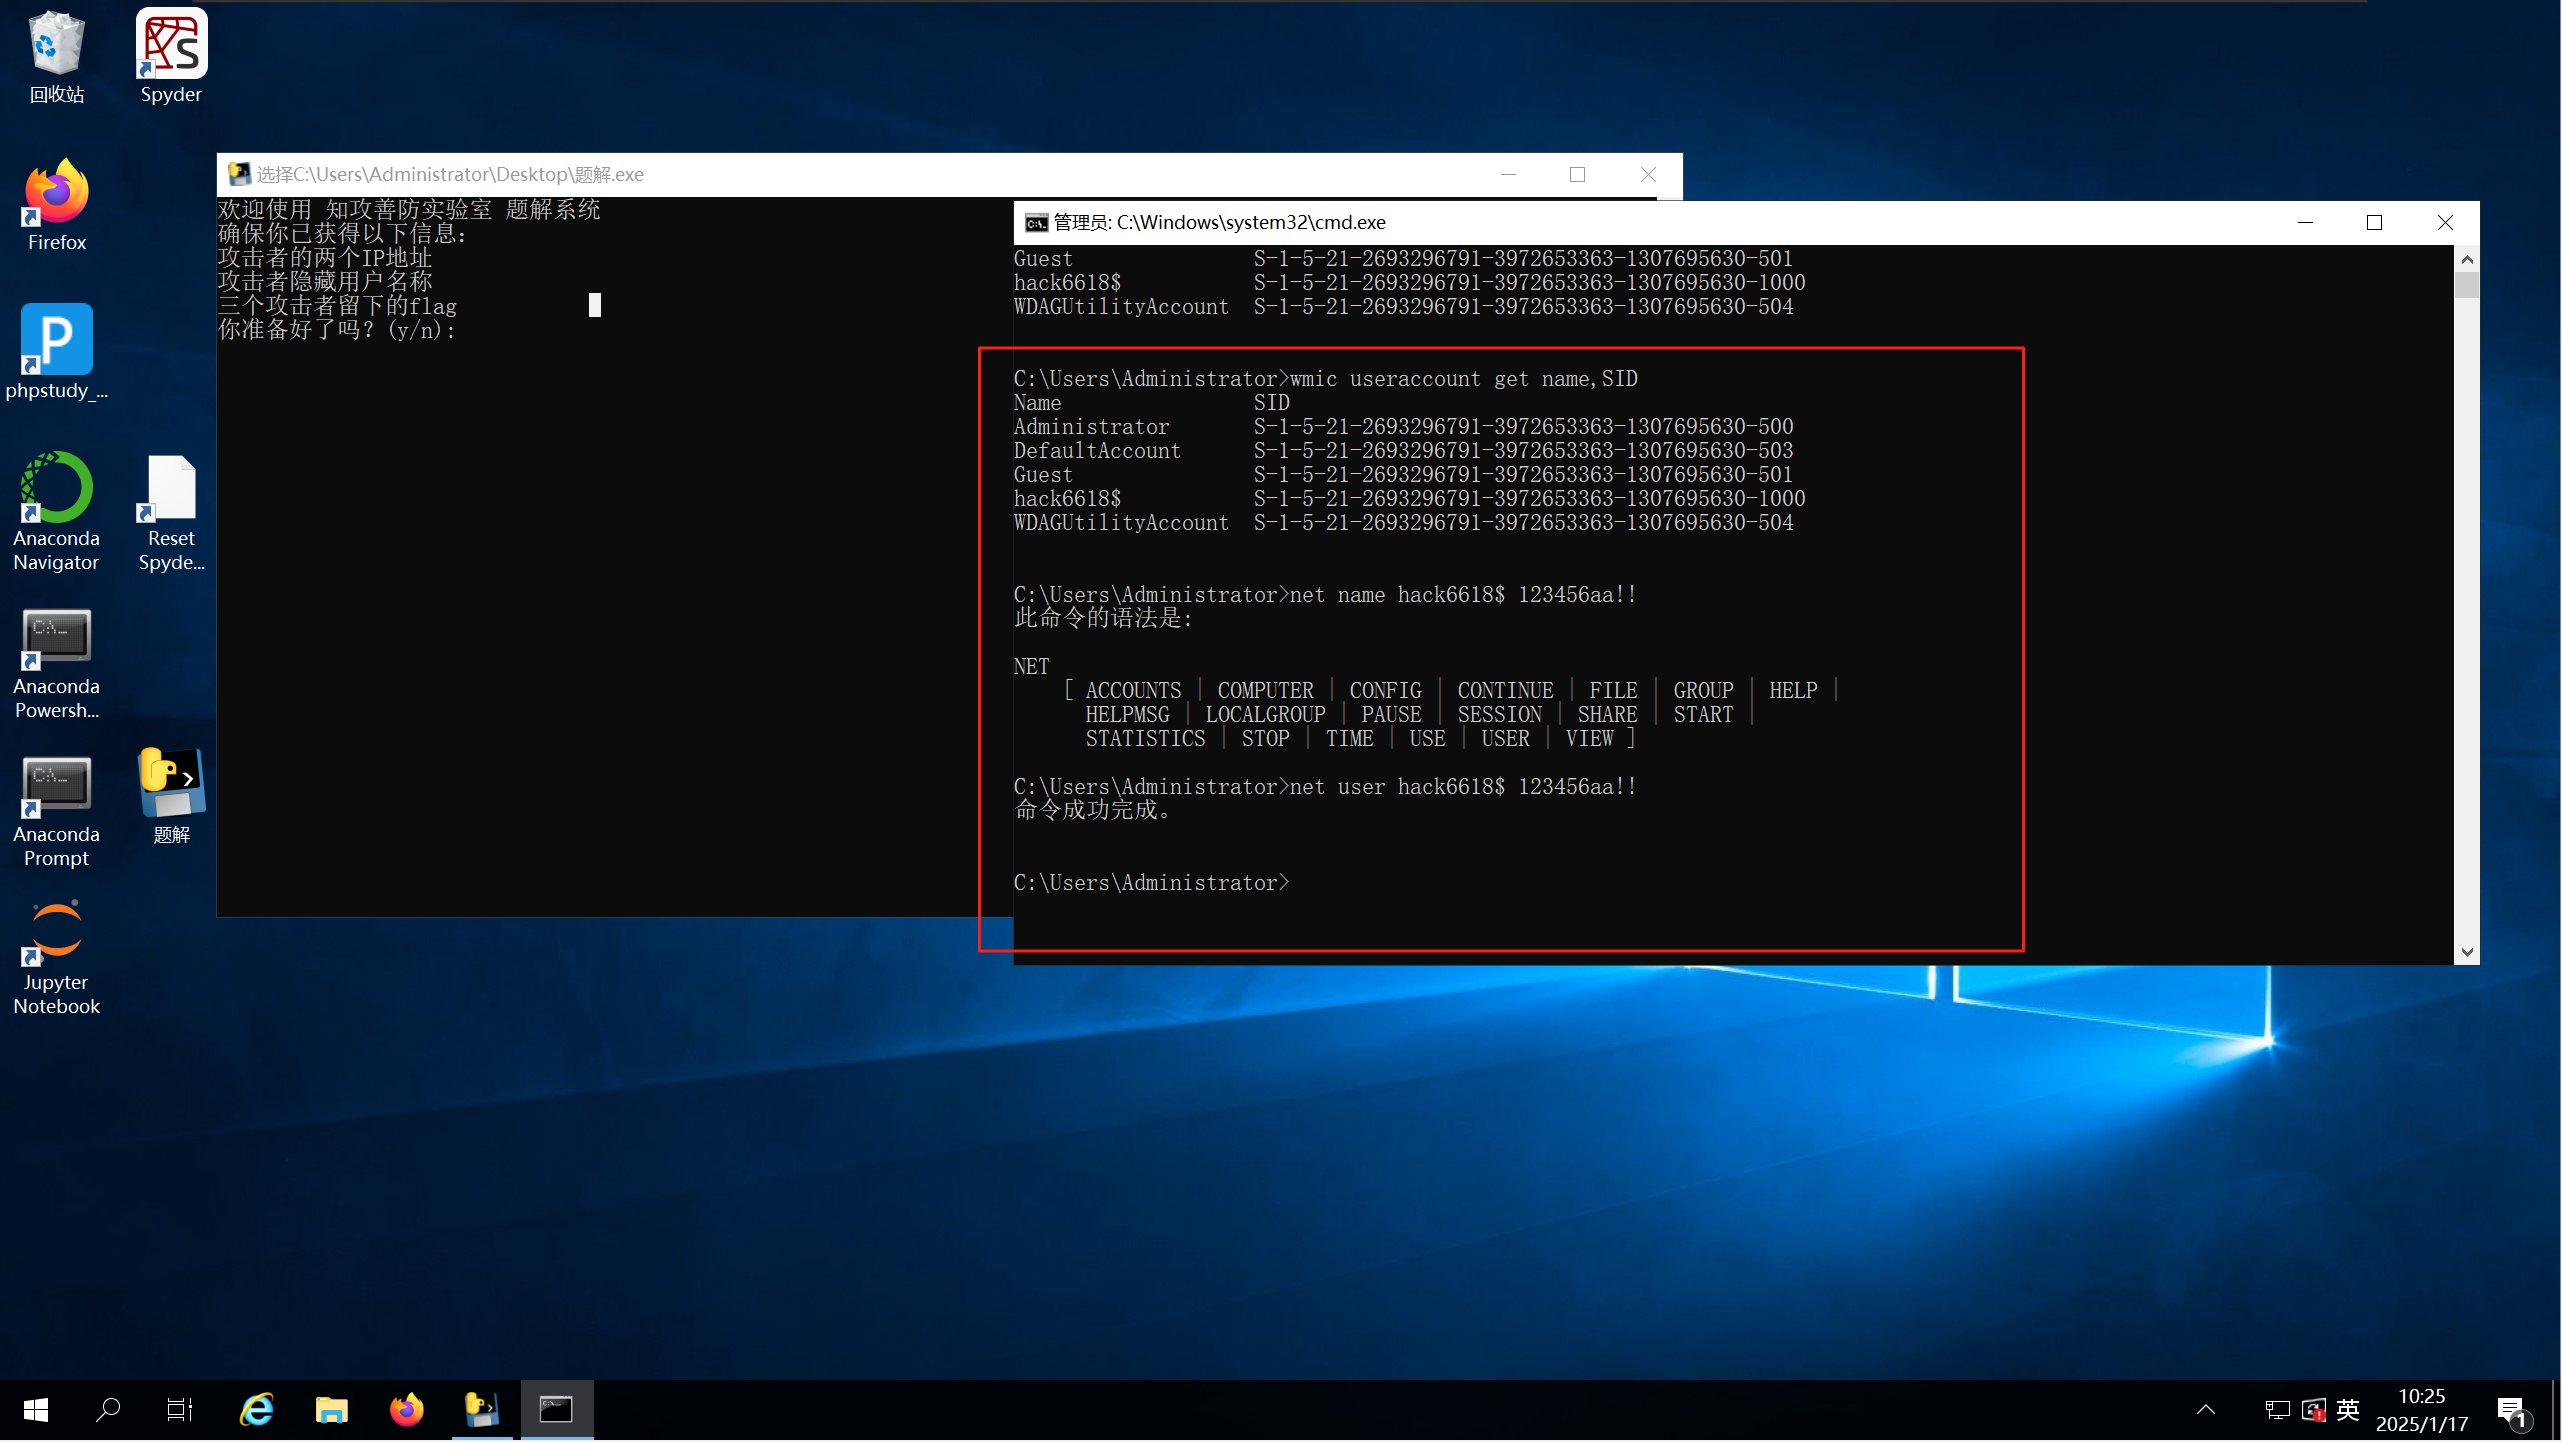 回收站
Spyder
Firefox
phpstudy_...
Anaconda
Navigator
Reset
Spyde...
Anaconda
Powersh...
Anaconda
Prompt
题解
Jupyter
Notebook
选择C:\Users\Administrator\Desktop\题解.exe
欢迎使用 知攻善防实验室 题解系统
确保你已获得以下信息：
攻击者的两个IP地址
攻击者隐藏用户名称
三个攻击者留下的flag
你准备好了吗？(y/n):
管理员: C:\Windows\system32\cmd.exe
Guest S-1-5-21-2693296791-3972653363-1307695630-501
hack6618$ S-1-5-21-2693296791-3972653363-1307695630-1000
WDAGUtilityAccount S-1-5-21-2693296791-3972653363-1307695630-504
C:\Users\Administrator>wmic useraccount get name,SID
Name SID
Administrator S-1-5-21-2693296791-3972653363-1307695630-500
DefaultAccount S-1-5-21-2693296791-3972653363-1307695630-503
Guest S-1-5-21-2693296791-3972653363-1307695630-501
hack6618$ S-1-5-21-2693296791-3972653363-1307695630-1000
WDAGUtilityAccount S-1-5-21-2693296791-3972653363-1307695630-504
C:\Users\Administrator>net name hack6618$ 123456aa!!
此命令的语法是:
NET
[ ACCOUNTS | COMPUTER | CONFIG | CONTINUE | FILE | GROUP | HELP |
HELPMSG | LOCALGROUP | PAUSE | SESSION | SHARE | START |
STATISTICS | STOP | TIME | USE | USER | VIEW ]
C:\Users\Administrator>net user hack6618$ 123456aa!!
命令成功完成。
C:\Users\Administrator>
英
10:25
2025/1/17
1